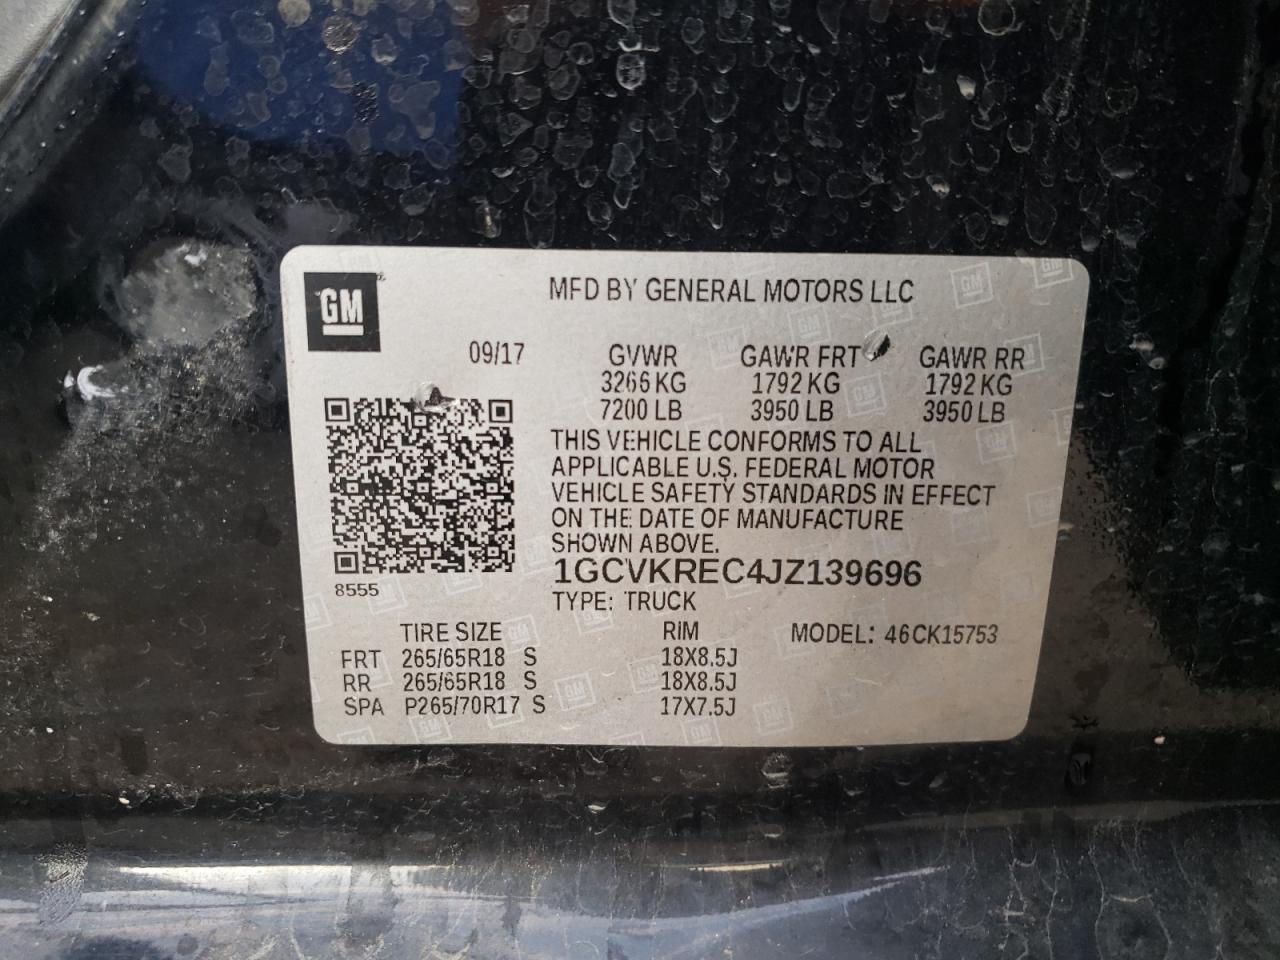 GM
MFD BY GENERAL MOTORS LLC
09/17
GVWR GAWR FRT GAWR RR
3266 KG 1792 KG 1792 KG
7200 LB 3950 LB 3950 LB
THIS VEHICLE CONFORMS TO ALL
APPLICABLE U.S. FEDERAL MOTOR
VEHICLE SAFETY STANDARDS IN EFFECT
ON THE DATE OF MANUFACTURE
SHOWN ABOVE.
1GCVKREC4JZ139696
8555
TYPE: TRUCK
TIRE SIZE RIM MODEL: 46CK15753
FRT 265/65R18 S 18X8.5J
RR 265/65R18 S 18X8.5J
SPA P265/70R17 S 17X7.5J